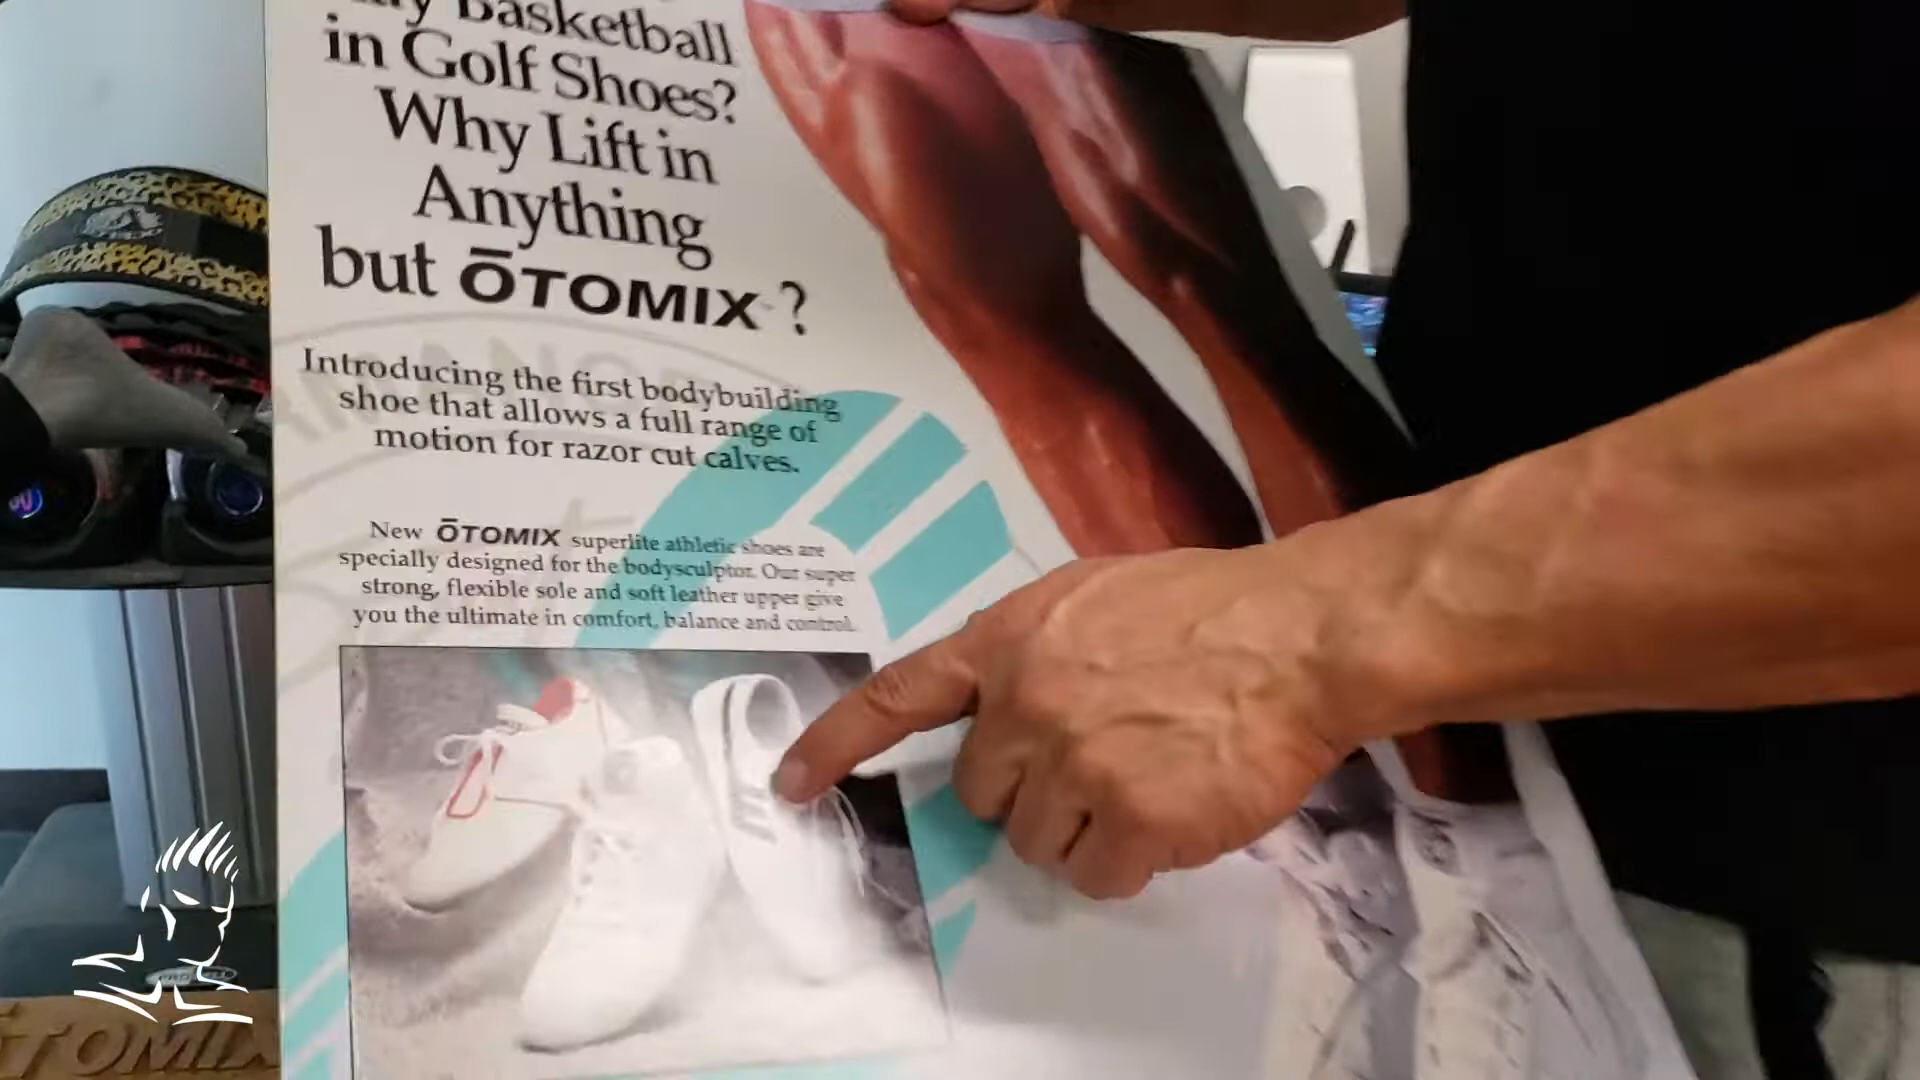 Basketball
in Golf Shoes?
Why Lift in
Anything
but ŌTOMIX ?
Introducing the first bodybuilding
shoe that allows a full range of
motion for razor cut calves.
New ŌTOMIX superlite athletic shoes are
specially designed for the bodysculptor. Our super
strong, flexible sole and soft leather upper give
you the ultimate in comfort, balance and control.